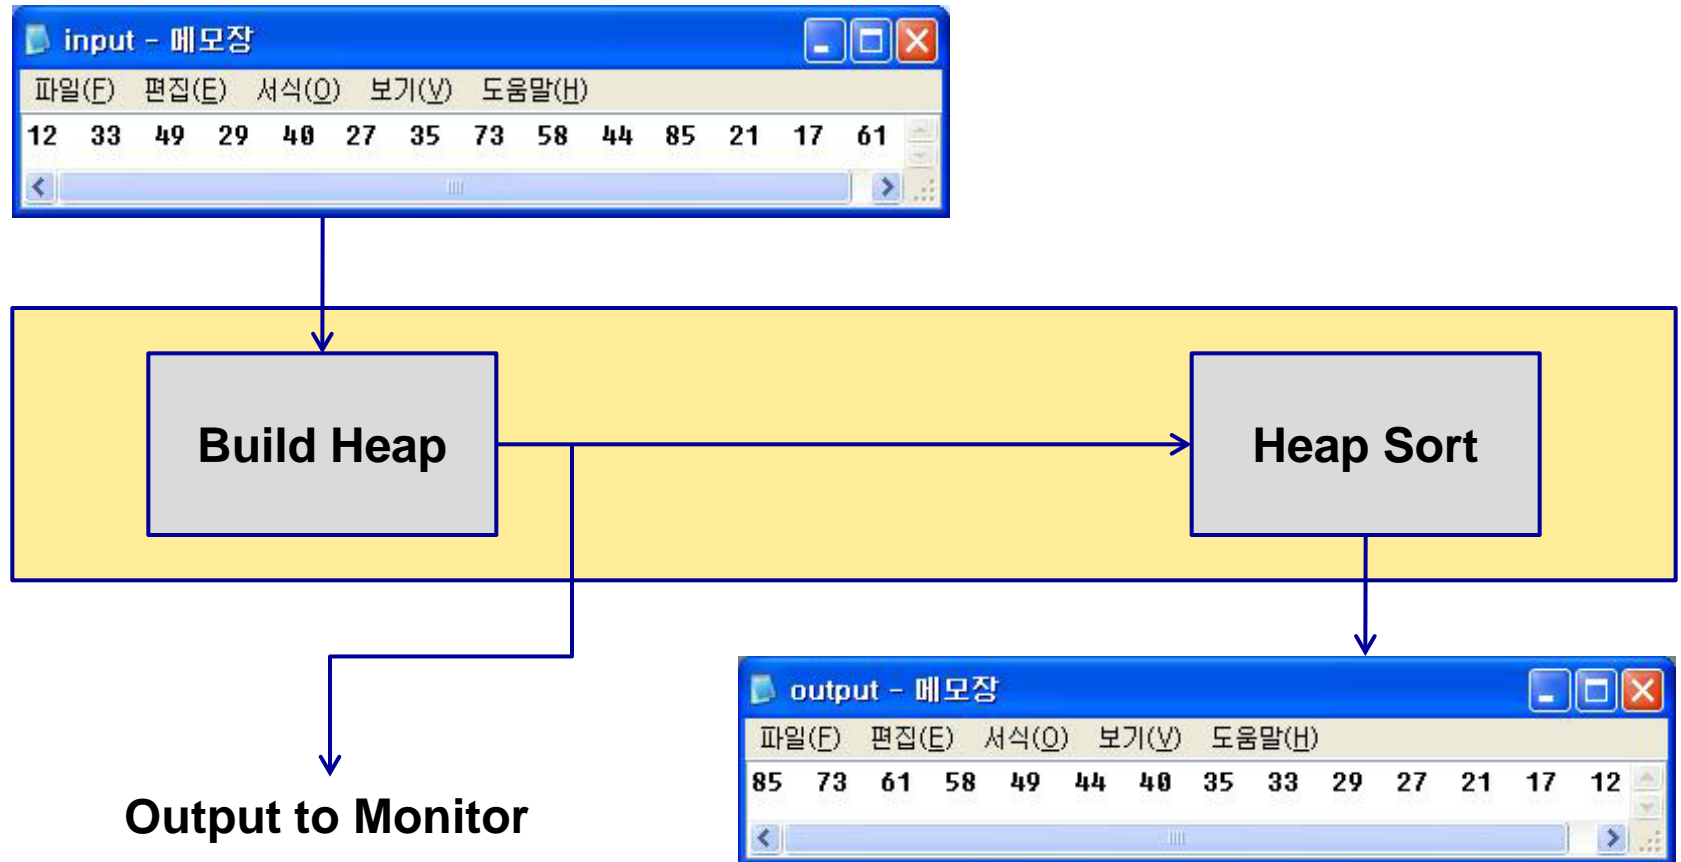 input - 메모장
파일(F) 편집(E) 서식(O) 보기(V) 도움말(H)
12 33 49 29 40 27 35 73 58 44 85 21 17 61
Build Heap
Heap Sort
Output to Monitor
output - 메모장
파일(F) 편집(E) 서식(O) 보기(V) 도움말(H)
85 73 61 58 49 44 40 35 33 29 27 21 17 12